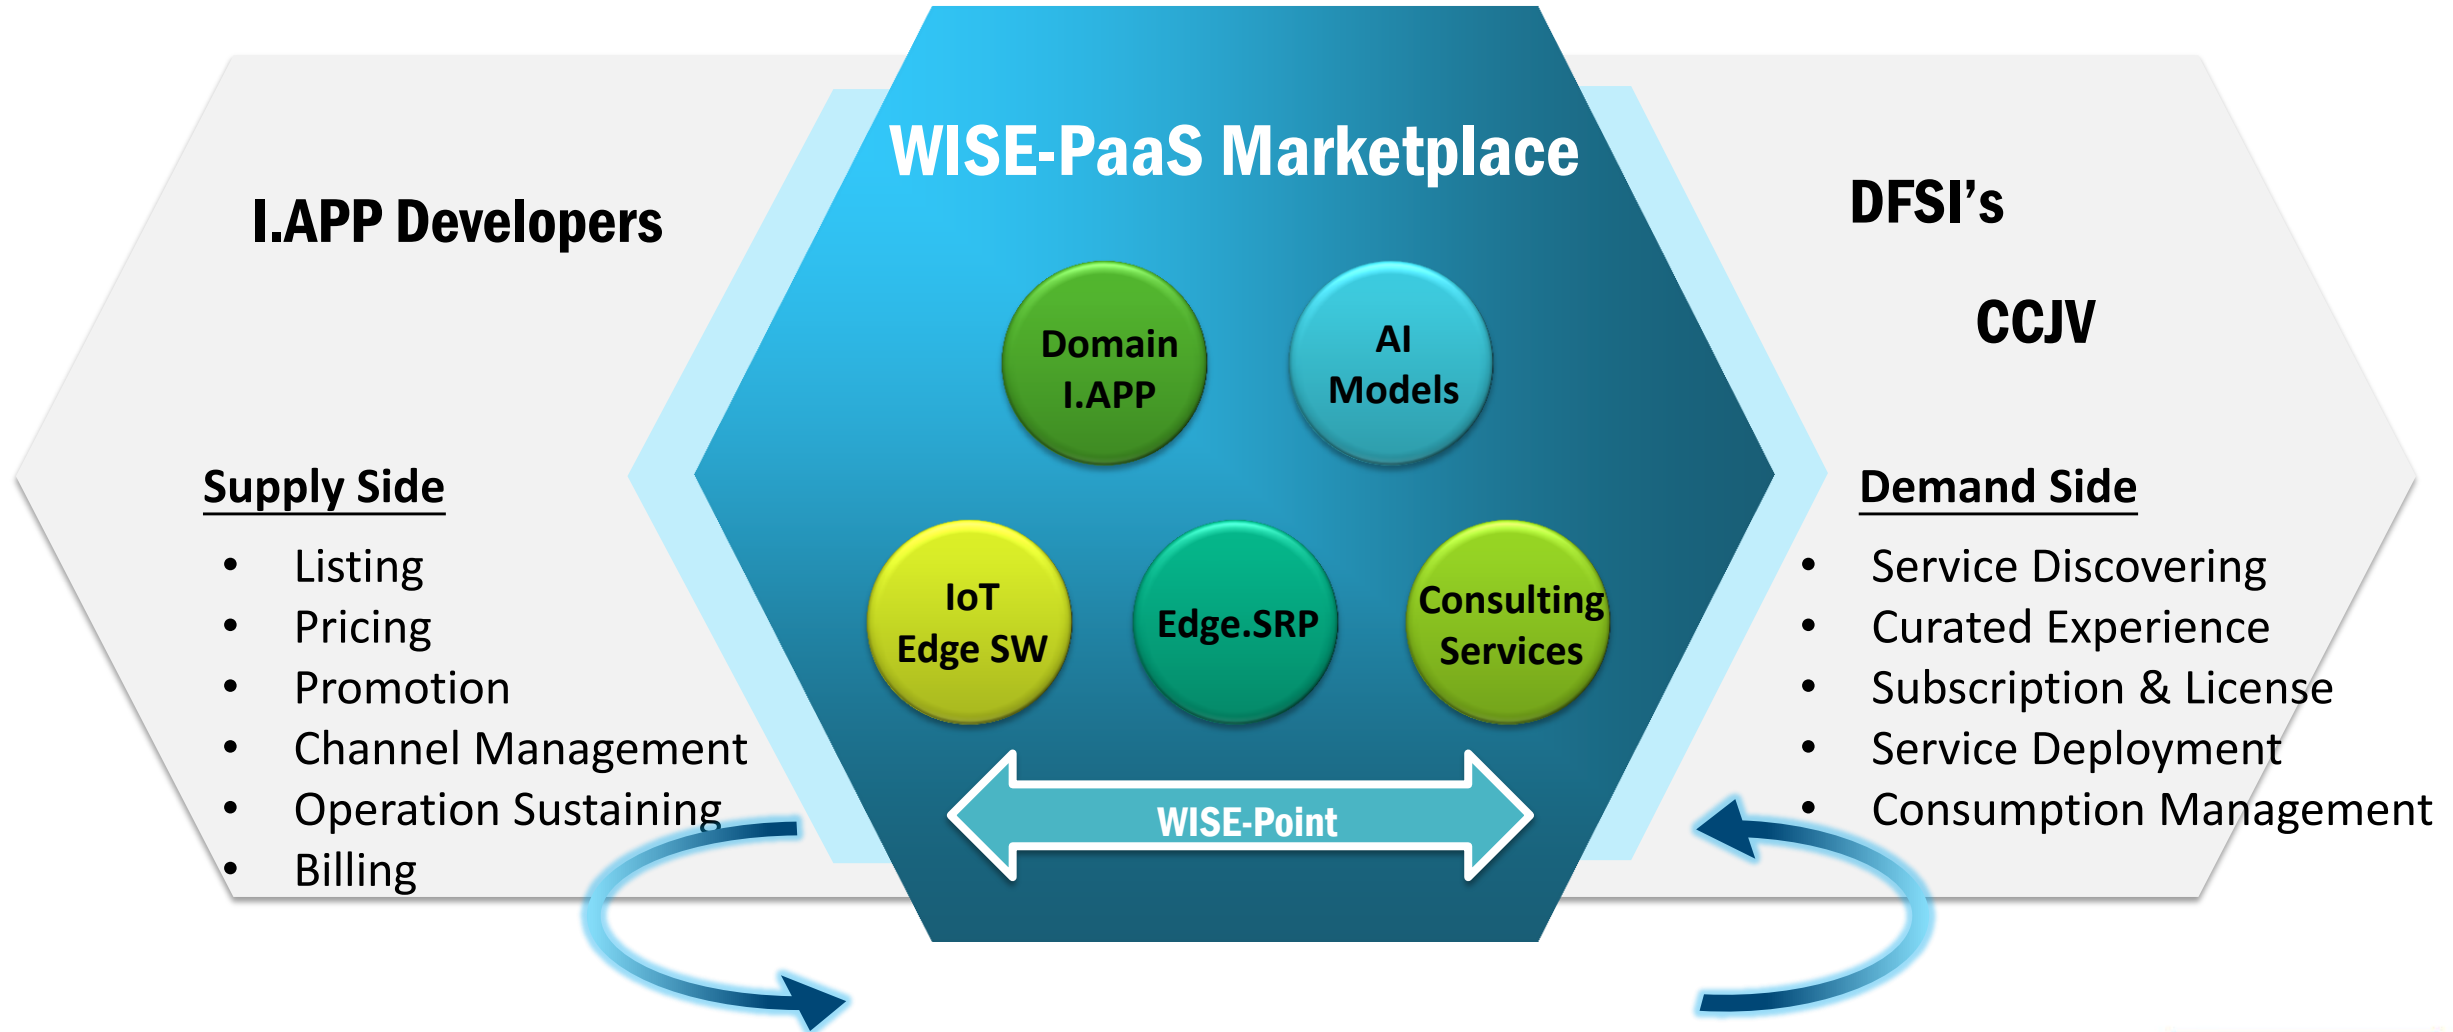 WISE-PaaS Marketplace
I.APP Developers
DFSI’s
CCJV
Domain
I.APP
AI
Models
IoT
Edge SW
Edge.SRP
Consulting
Services
WISE-Point
Supply Side
• Listing
• Pricing
• Promotion
• Channel Management
• Operation Sustaining
• Billing
Demand Side
• Service Discovering
• Curated Experience
• Subscription & License
• Service Deployment
• Consumption Management